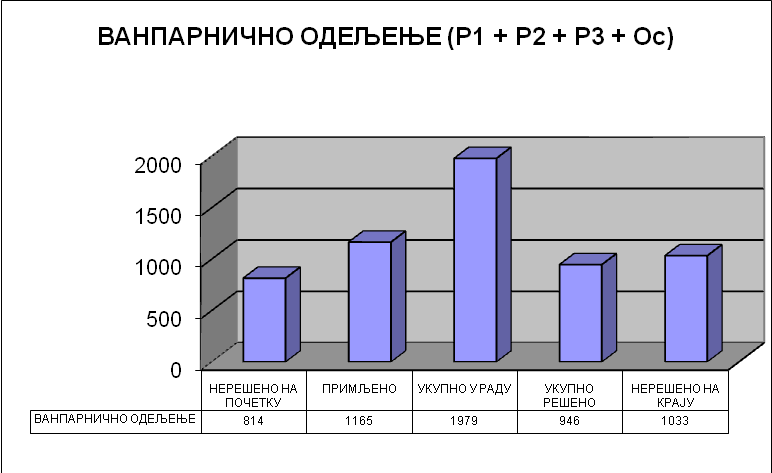 ВАНПАРНИЧНО ОДЕЉЕЊЕ (Р1 + Р2 + Р3 + Ос)
2000
1500
1000
500
0
НЕРЕШЕНО НА ПОЧЕТКУ ПРИМЉЕНО УКУПНО У РАДУ УКУПНО РЕШЕНО НЕРЕШЕНО НА КРАЈУ
ВАНПАРНИЧНО ОДЕЉЕЊЕ 814 1165 1979 946 1033